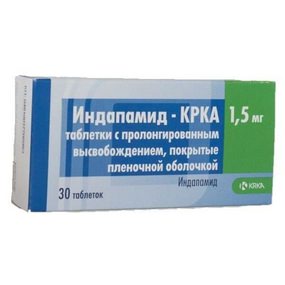 Индапамид - КРКА 1,5 мг
таблетки с пролонгированным
высвобождением, покрытые
пленочной оболочкой
Индапамид
30 таблеток
KRKA